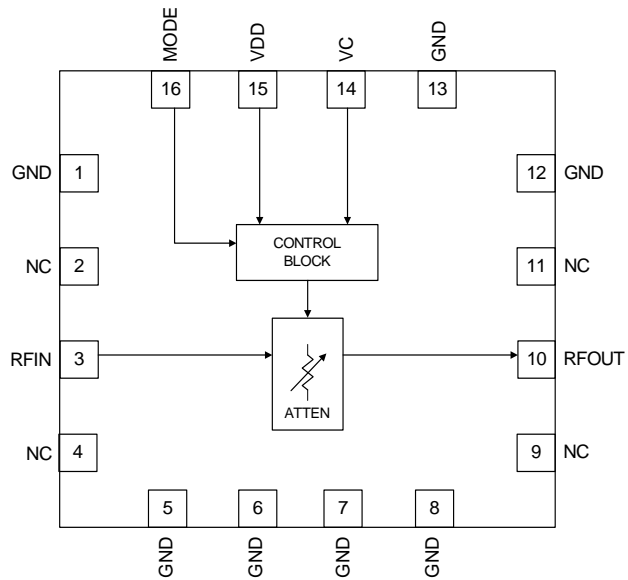 MODE
VDD
VC
GND
16
15
14
13
GND
1
12
GND
NC
2
11
NC
CONTROL
BLOCK
RFIN
3
10
RFOUT
ATTEN
NC
4
9
NC
5
6
7
8
GND
GND
GND
GND